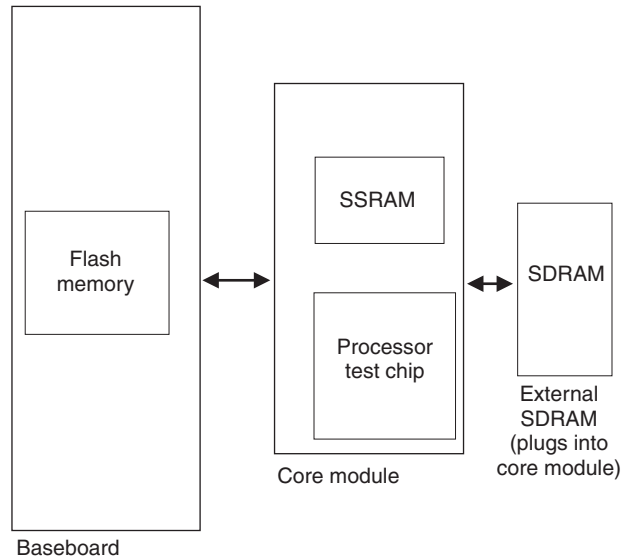 Flash
memory
SSRAM
Processor
test chip
SDRAM
External
SDRAM
(plugs into
core module)
Core module
Baseboard